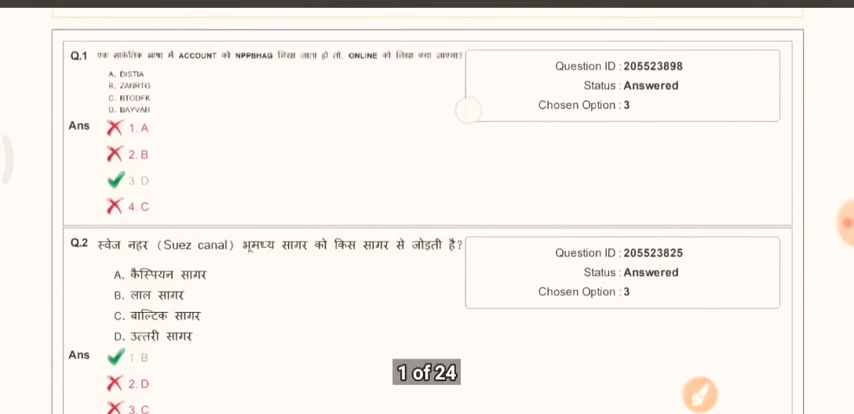 Q.1 एक सांकेतिक भाषा में ACCOUNT को NPPBHAG लिखा जाता हो तो, ONLINE को लिखा क्या जाएगा?
Question ID : 205523898
Status : Answered
Chosen Option : 3
A. DISTIA
B. ZANRTG
C. BTODFK
D. BAYVAB
Ans 1. A
2. B
3 D
4. C
Q.2 स्वेज नहर (Suez canal) भूमध्य सागर को किस सागर से जोड़ती है?
Question ID : 205523825
Status : Answered
Chosen Option : 3
A. कैस्पियन सागर
B. लाल सागर
C. बाल्टिक सागर
D. उत्तरी सागर
Ans 1 B
2. D
3. C
1 of 24